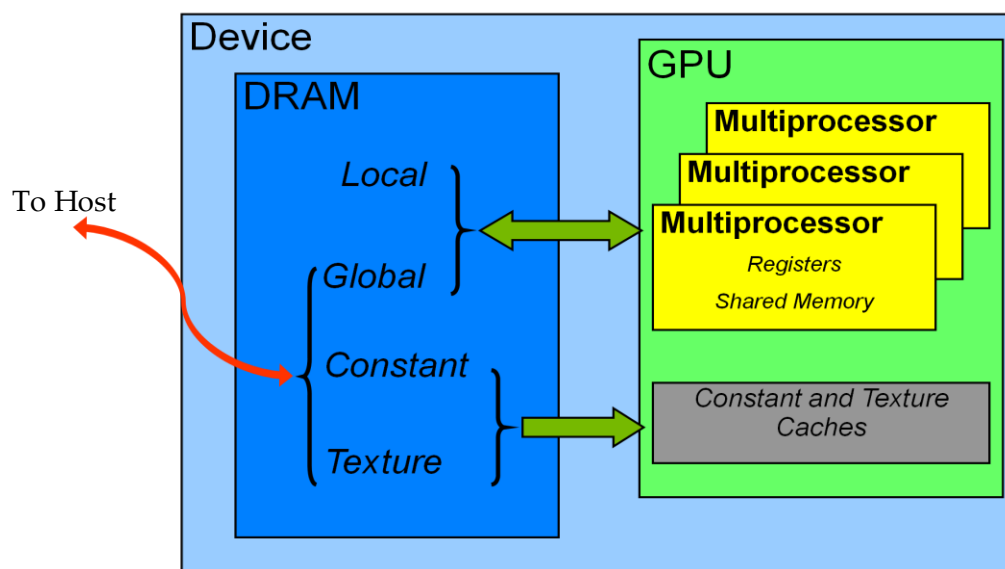 Device
DRAM
Local
Global
Constant
Texture
To Host
GPU
Multiprocessor
Multiprocessor
Multiprocessor
Registers
Shared Memory
Constant and Texture
Caches